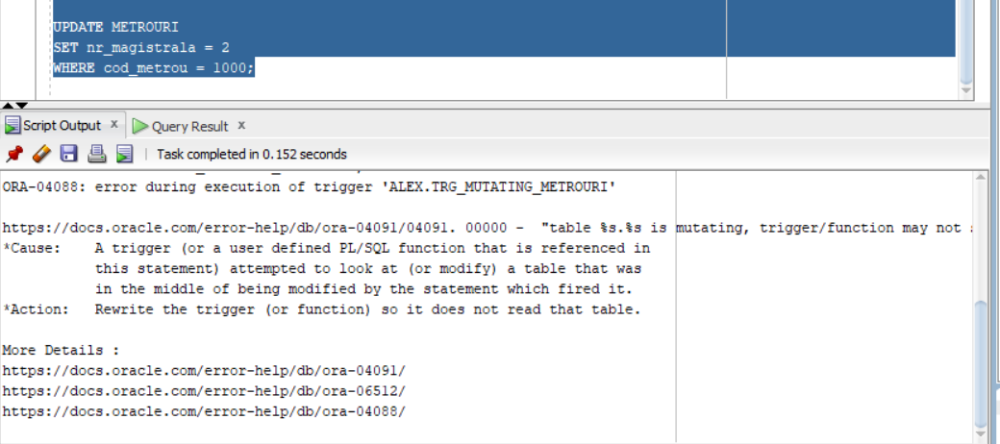 UPDATE METROURI
SET nr_magistrala = 2
WHERE cod_metrou = 1000;
Script Output x Query Result x
Task completed in 0.152 seconds
ORA-04088: error during execution of trigger 'ALEX.TRG_MUTATING_METROURI'
https://docs.oracle.com/error-help/db/ora-04091/04091. 00000 - "table %s.%s is mutating, trigger/function may not
*Cause: A trigger (or a user defined PL/SQL function that is referenced in
this statement) attempted to look at (or modify) a table that was
in the middle of being modified by the statement which fired it.
*Action: Rewrite the trigger (or function) so it does not read that table.
More Details :
https://docs.oracle.com/error-help/db/ora-04091/
https://docs.oracle.com/error-help/db/ora-06512/
https://docs.oracle.com/error-help/db/ora-04088/